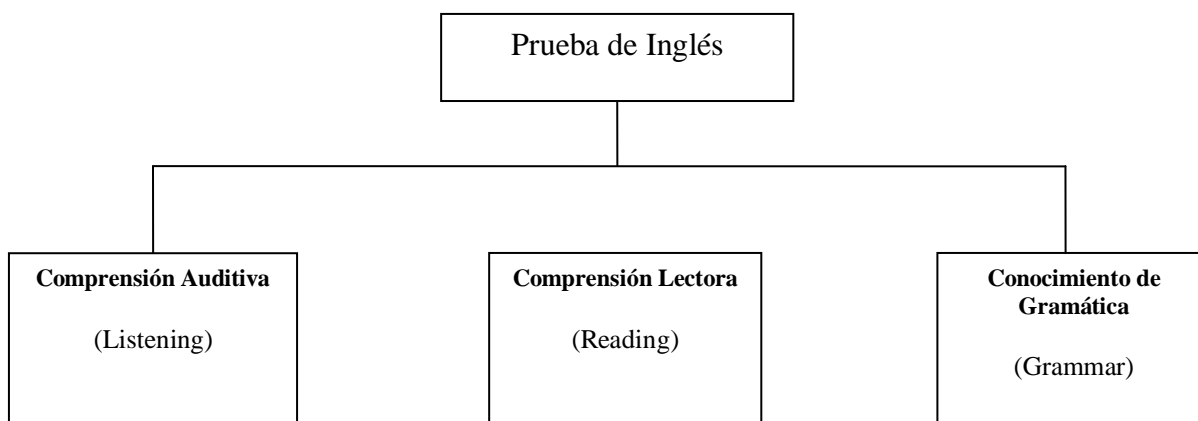 Prueba de Inglés
Comprensión Auditiva
(Listening)
Comprensión Lectora
(Reading)
Conocimiento de
Gramática
(Grammar)